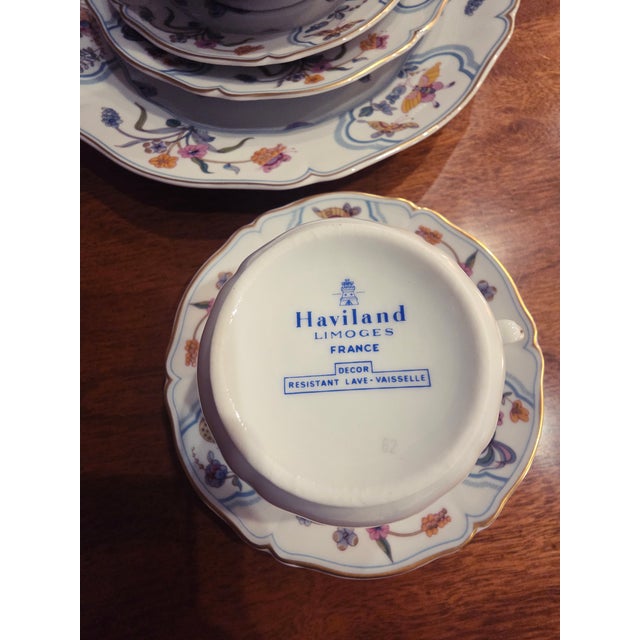 Haviland
LIMOGES
FRANCE
DECOR
RESISTANT LAVE-VAISSELLE
62